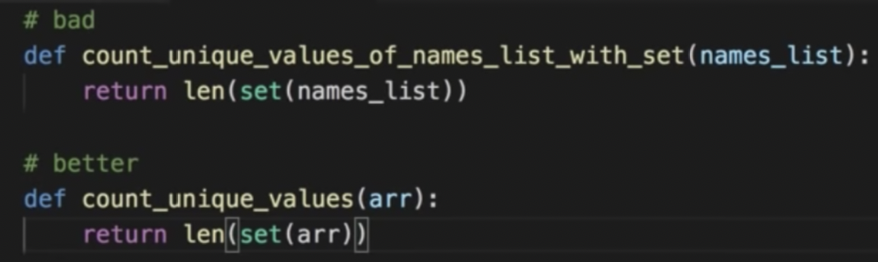 # bad
def count_unique_values_of_names_list_with_set(names_list):
    return len(set(names_list))
# better
def count_unique_values(arr):
    return len(set(arr))